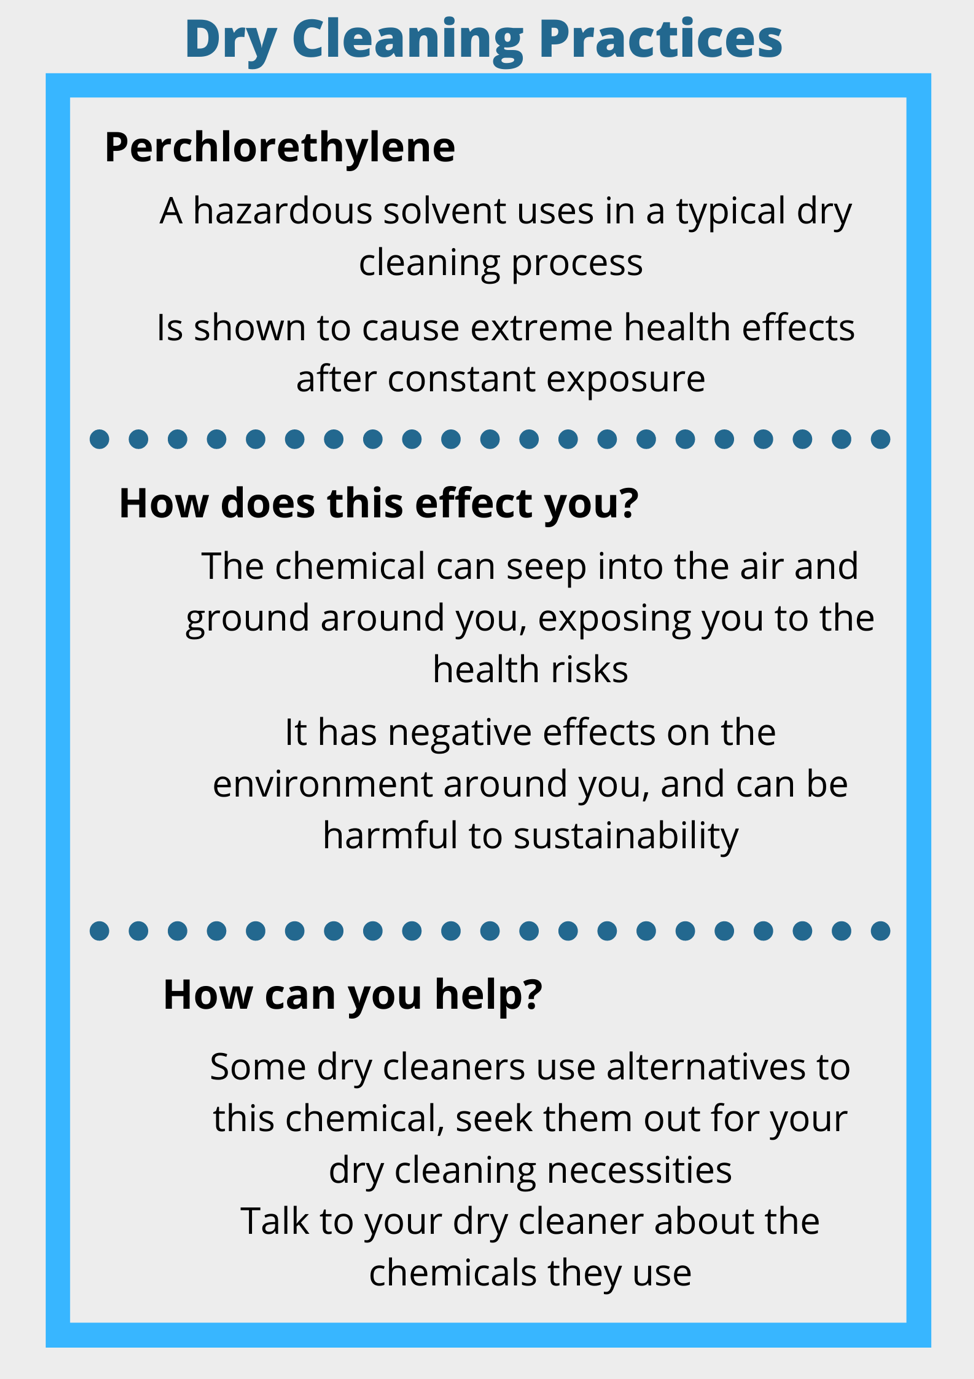 Dry Cleaning Practices
Perchlorethylene
A hazardous solvent uses in a typical dry
cleaning process
Is shown to cause extreme health effects
after constant exposure
How does this effect you?
The chemical can seep into the air and
ground around you, exposing you to the
health risks
It has negative effects on the
environment around you, and can be
harmful to sustainability
How can you help?
Some dry cleaners use alternatives to
this chemical, seek them out for your
dry cleaning necessities
Talk to your dry cleaner about the
chemicals they use